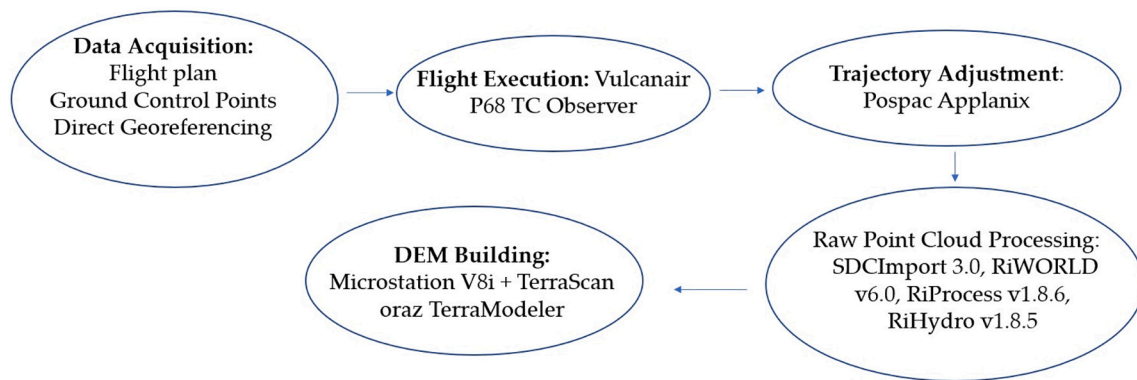 Data Acquisition:
Flight plan
Ground Control Points
Direct Georeferencing
Flight Execution: Vulcanair
P68 TC Observer
Trajectory Adjustment:
Pospac Applanix
Raw Point Cloud Processing:
SDCImport 3.0, RiWORLD
v6.0, RiProcess v1.8.6,
RiHydro v1.8.5
DEM Building:
Microstation V8i + TerraScan
oraz TerraModeler